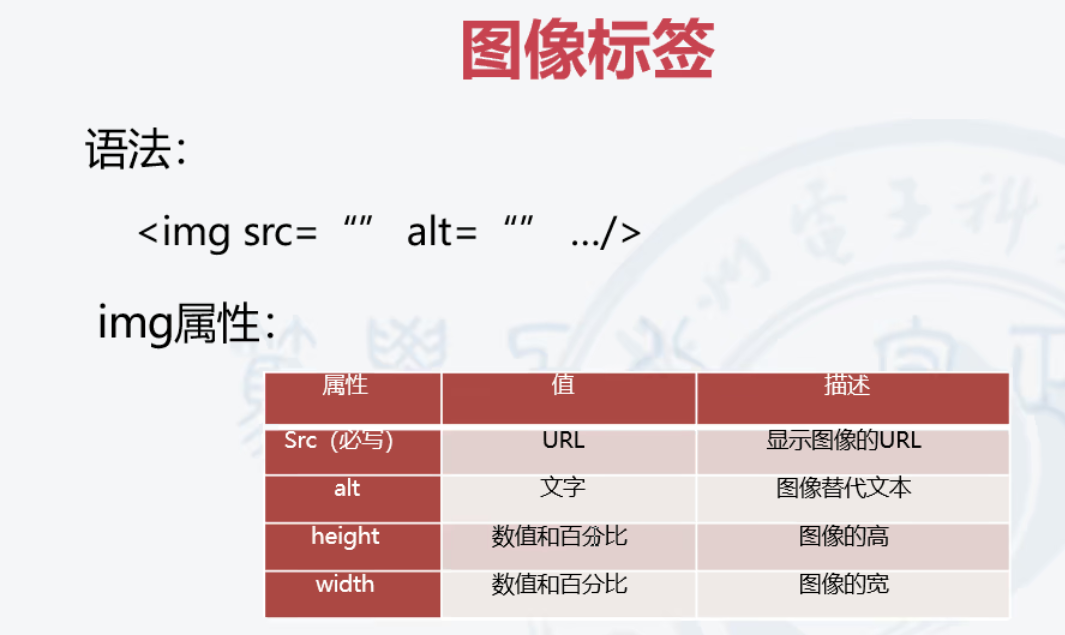 图像标签
语法：
<img src= “” alt= “” …/>
img属性：
属性 值 描述
Src（必写） URL 显示图像的URL
alt 文字 图像替代文本
height 数值和百分比 图像的高
width 数值和百分比 图像的宽